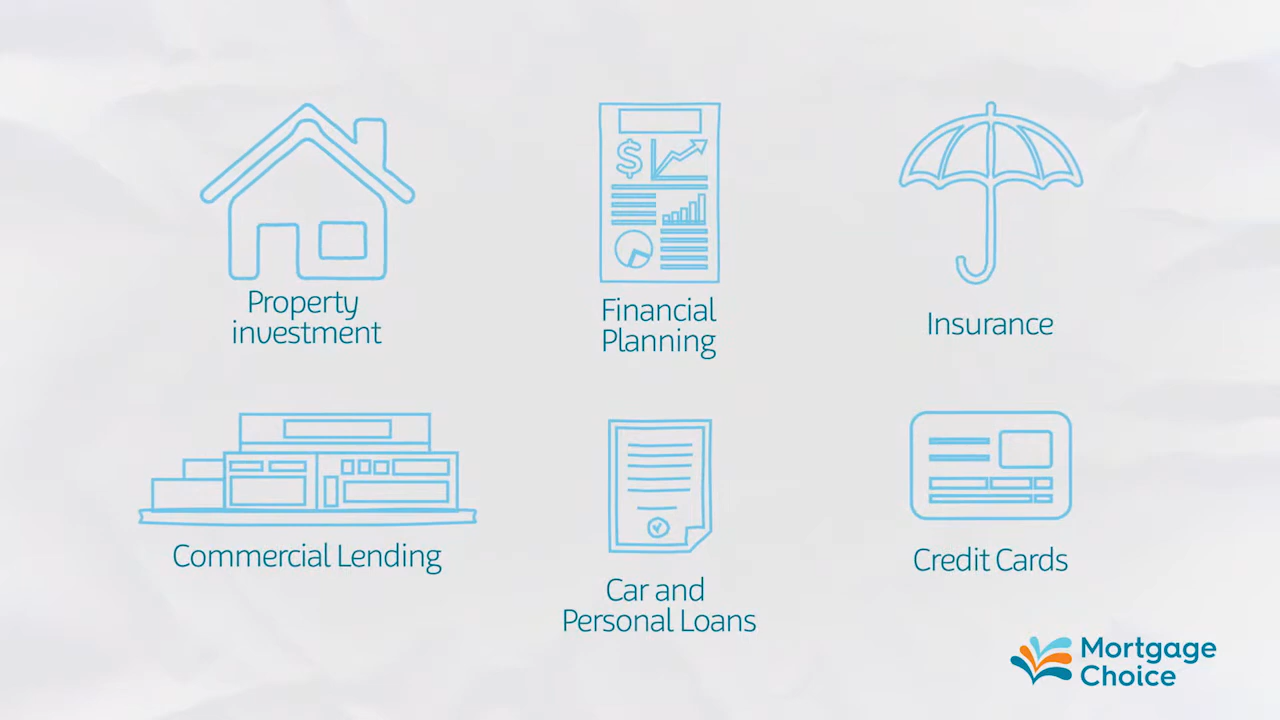 Property
investment
Financial
Planning
Insurance
Commercial Lending
Car and
Personal Loans
Credit Cards
Mortgage
Choice